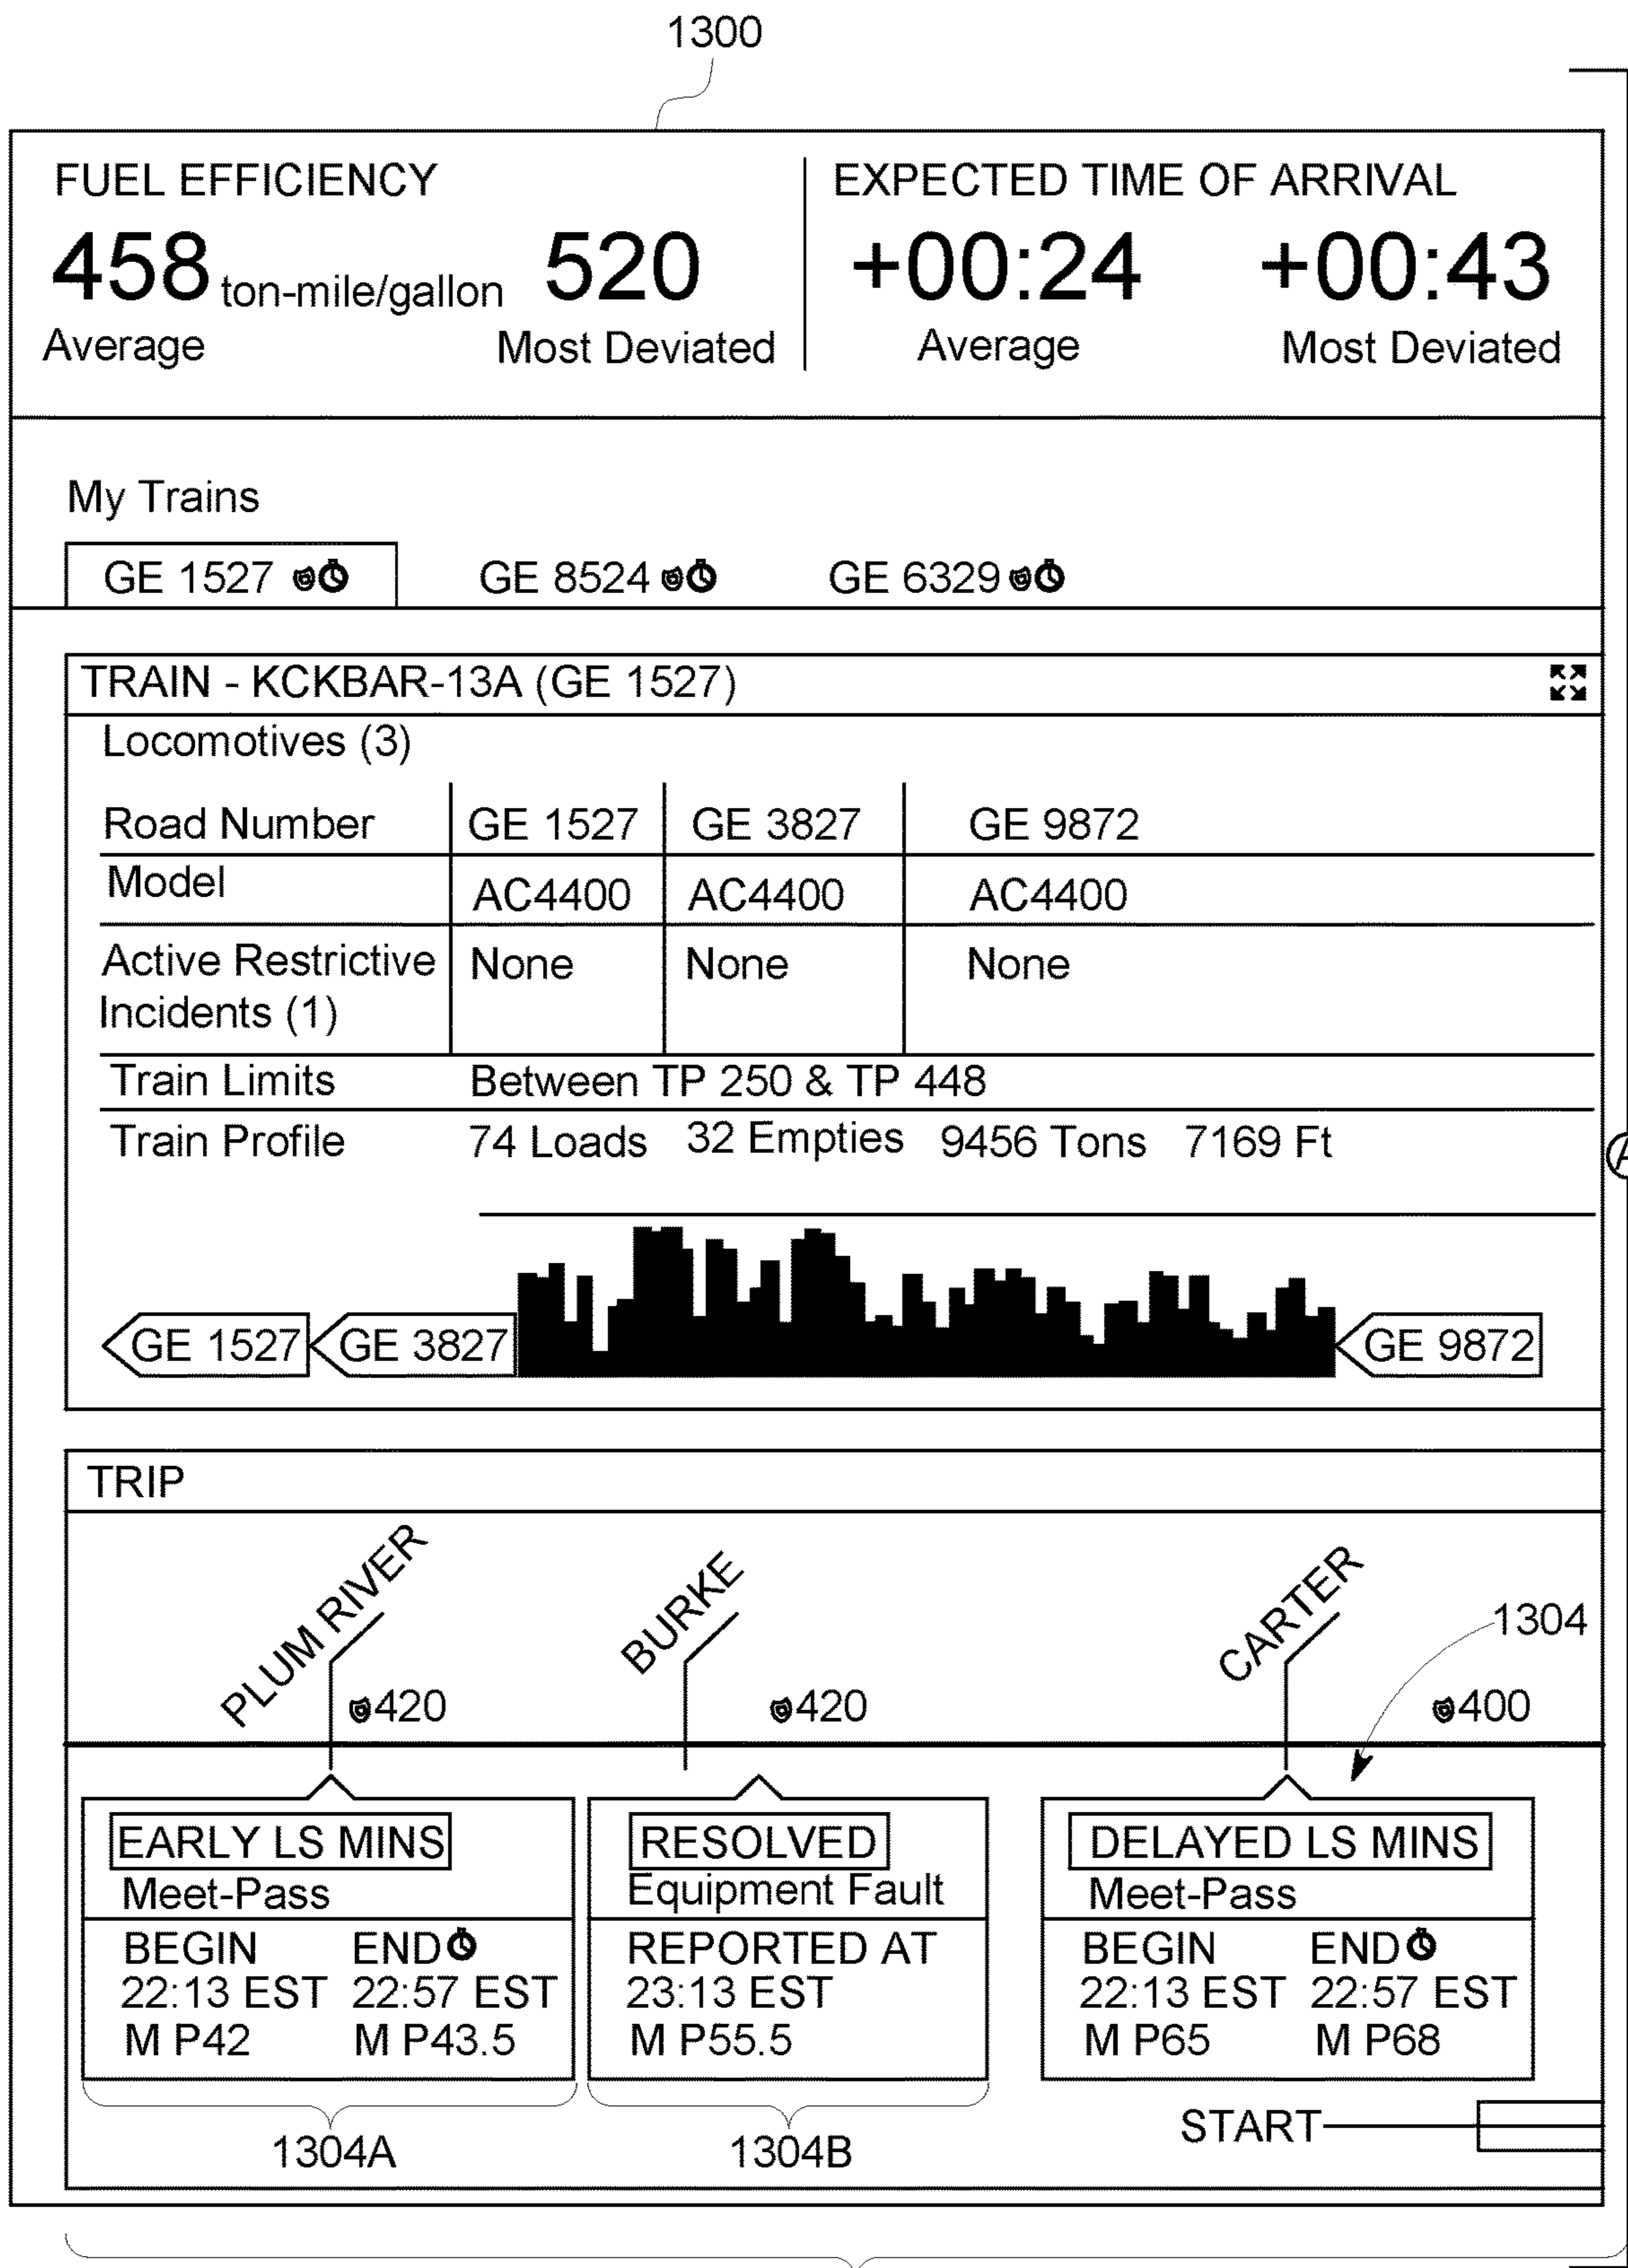 1300
FUEL EFFICIENCY
458 ton-mile/gallon 520
Average Most Deviated
EXPECTED TIME OF ARRIVAL
+00:24 +00:43
Average Most Deviated
My Trains
GE 1527 GE 8524 GE 6329
TRAIN - KCKBAR-13A (GE 1527)
Locomotives (3)
Road Number GE 1527 GE 3827 GE 9872
Model AC4400 AC4400 AC4400
Active Restrictive None None None
Incidents (1)
Train Limits Between TP 250 & TP 448
Train Profile 74 Loads 32 Empties 9456 Tons 7169 Ft
A
GE 1527 GE 3827 GE 9872
TRIP
PLUM RIVER
BURKE
CARTER
1304
420 420 400
EARLY LS MINS
Meet-Pass
BEGIN END
22:13 EST 22:57 EST
M P42 M P43.5
RESOLVED
Equipment Fault
REPORTED AT
23:13 EST
M P55.5
DELAYED LS MINS
Meet-Pass
BEGIN END
22:13 EST 22:57 EST
M P65 M P68
START
1304A 1304B